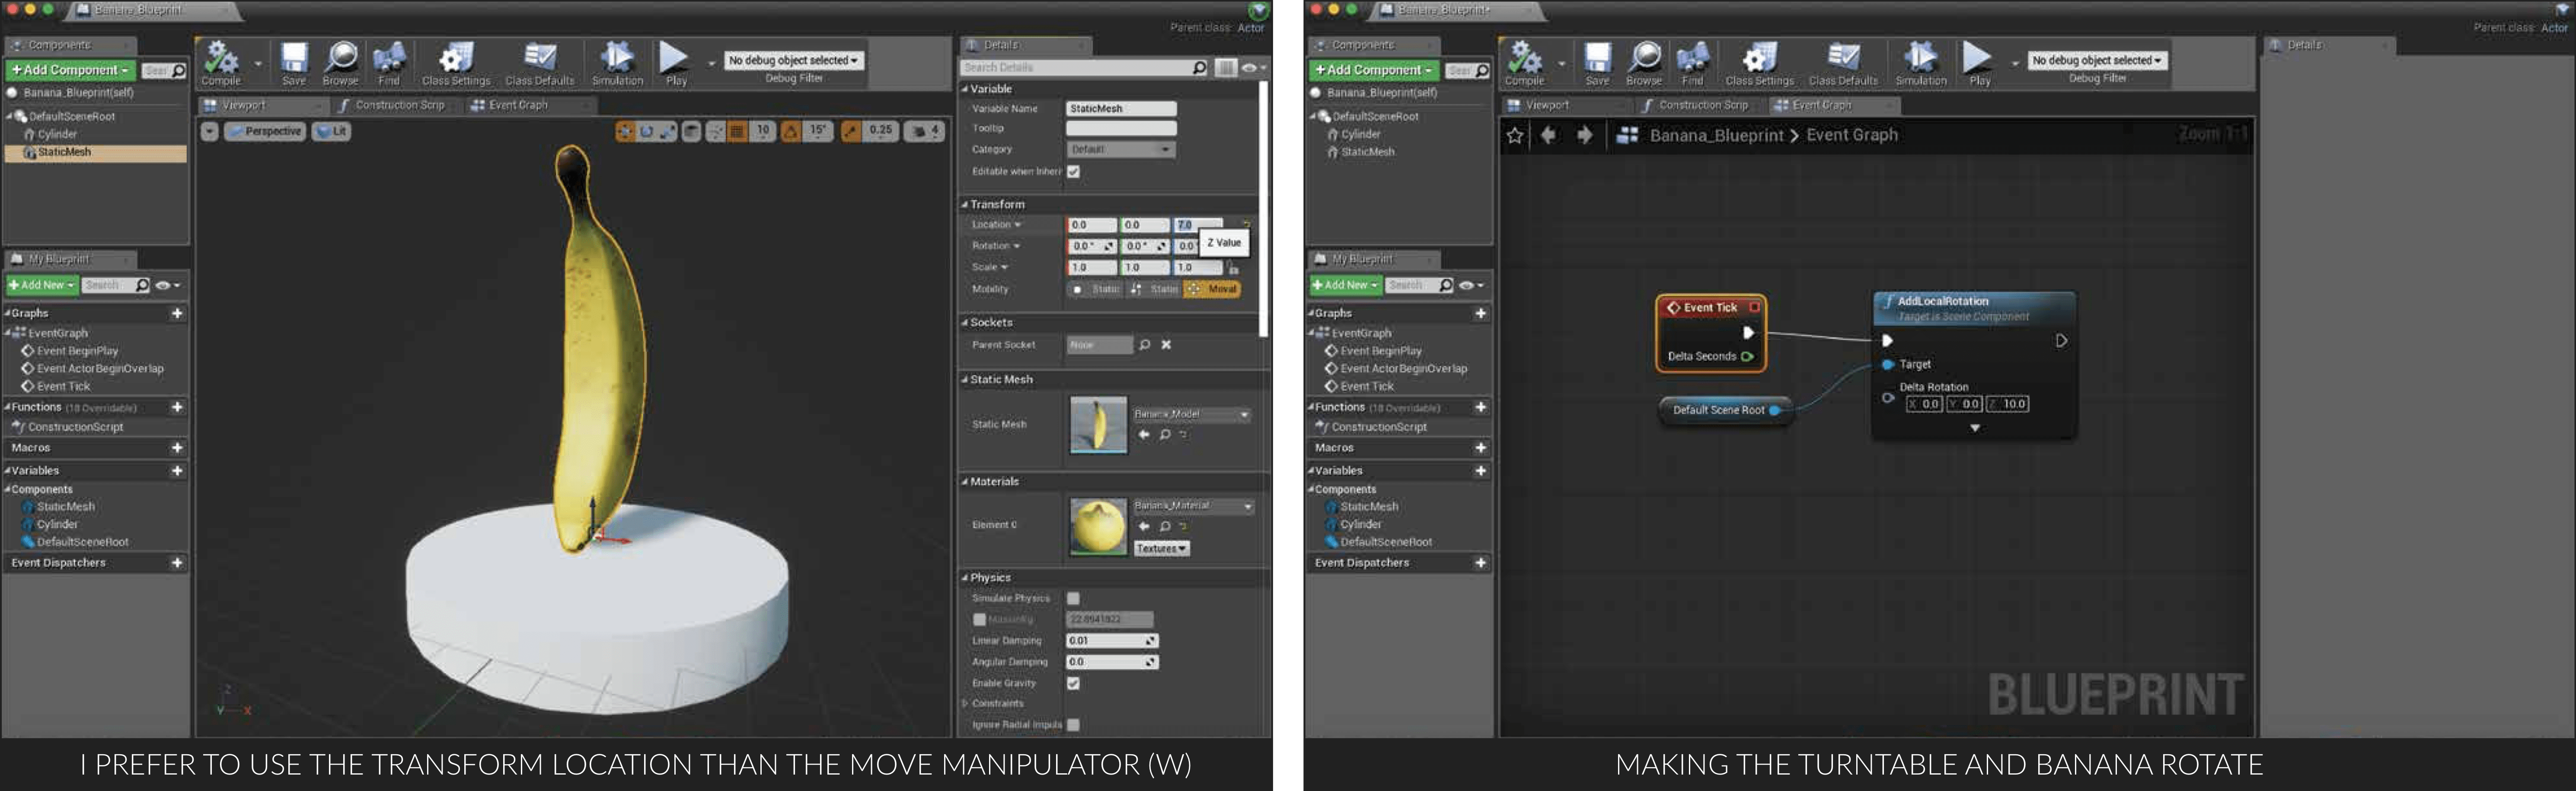 Banana_Blueprint
Parent class: Actor
Components
+Add Component
Banana_Blueprint(self)
DefaultSceneRoot
Cylinder
StaticMesh
Compile
Save
Browse
Find
Class Settings
Class Defaults
Simulation
Play
No debug object selected
Debug Filter
Viewport
Construction Scrip
Event Graph
Perspective
Lit
10
15°
0.25
4
My Blueprint
+Add New
Search
Graphs
EventGraph
Event BeginPlay
Event ActorBeginOverlap
Event Tick
Functions (18 Overridable)
ConstructionScript
Macros
Variables
Components
StaticMesh
Cylinder
DefaultSceneRoot
Event Dispatchers
Z
Y X
Details
Search Details
Variable
Variable Name StaticMesh
Tooltip
Category Default
Editable when Inheri
Transform
Location 0.0 0.0 7.0
Rotation 0.0° 0.0° 0.0
Z Value
Scale 1.0 1.0 1.0
Mobility Static Movat
Sockets
Parent Socket None
Static Mesh
Static Mesh Banana_Model
Materials
Element 0 Banana_Material
Textures
Physics
Simulate Physics
Linear Damping 0.01
Angular Damping 0.0
Enable Gravity
Constraints
Ignore Radial Impuls
I PREFER TO USE THE TRANSFORM LOCATION THAN THE MOVE MANIPULATOR (W)
Banana_Blueprint*
Parent class: Actor
Components
+Add Component
Banana_Blueprint(self)
DefaultSceneRoot
Cylinder
StaticMesh
Compile
Save
Browse
Find
Class Settings
Class Defaults
Simulation
Play
No debug object selected
Debug Filter
Viewport
Construction Scrip
Event Graph
Banana_Blueprint > Event Graph
Zoom 1:1
My Blueprint
+Add New
Search
Graphs
EventGraph
Event BeginPlay
Event ActorBeginOverlap
Event Tick
Functions (18 Overridable)
ConstructionScript
Macros
Variables
Components
StaticMesh
Cylinder
DefaultSceneRoot
Event Dispatchers
Event Tick
Delta Seconds
Default Scene Root
AddLocalRotation
Target is Scene Component
Target
Delta Rotation
X 0.0 Y 0.0 Z 10.0
BLUEPRINT
Details
MAKING THE TURNTABLE AND BANANA ROTATE